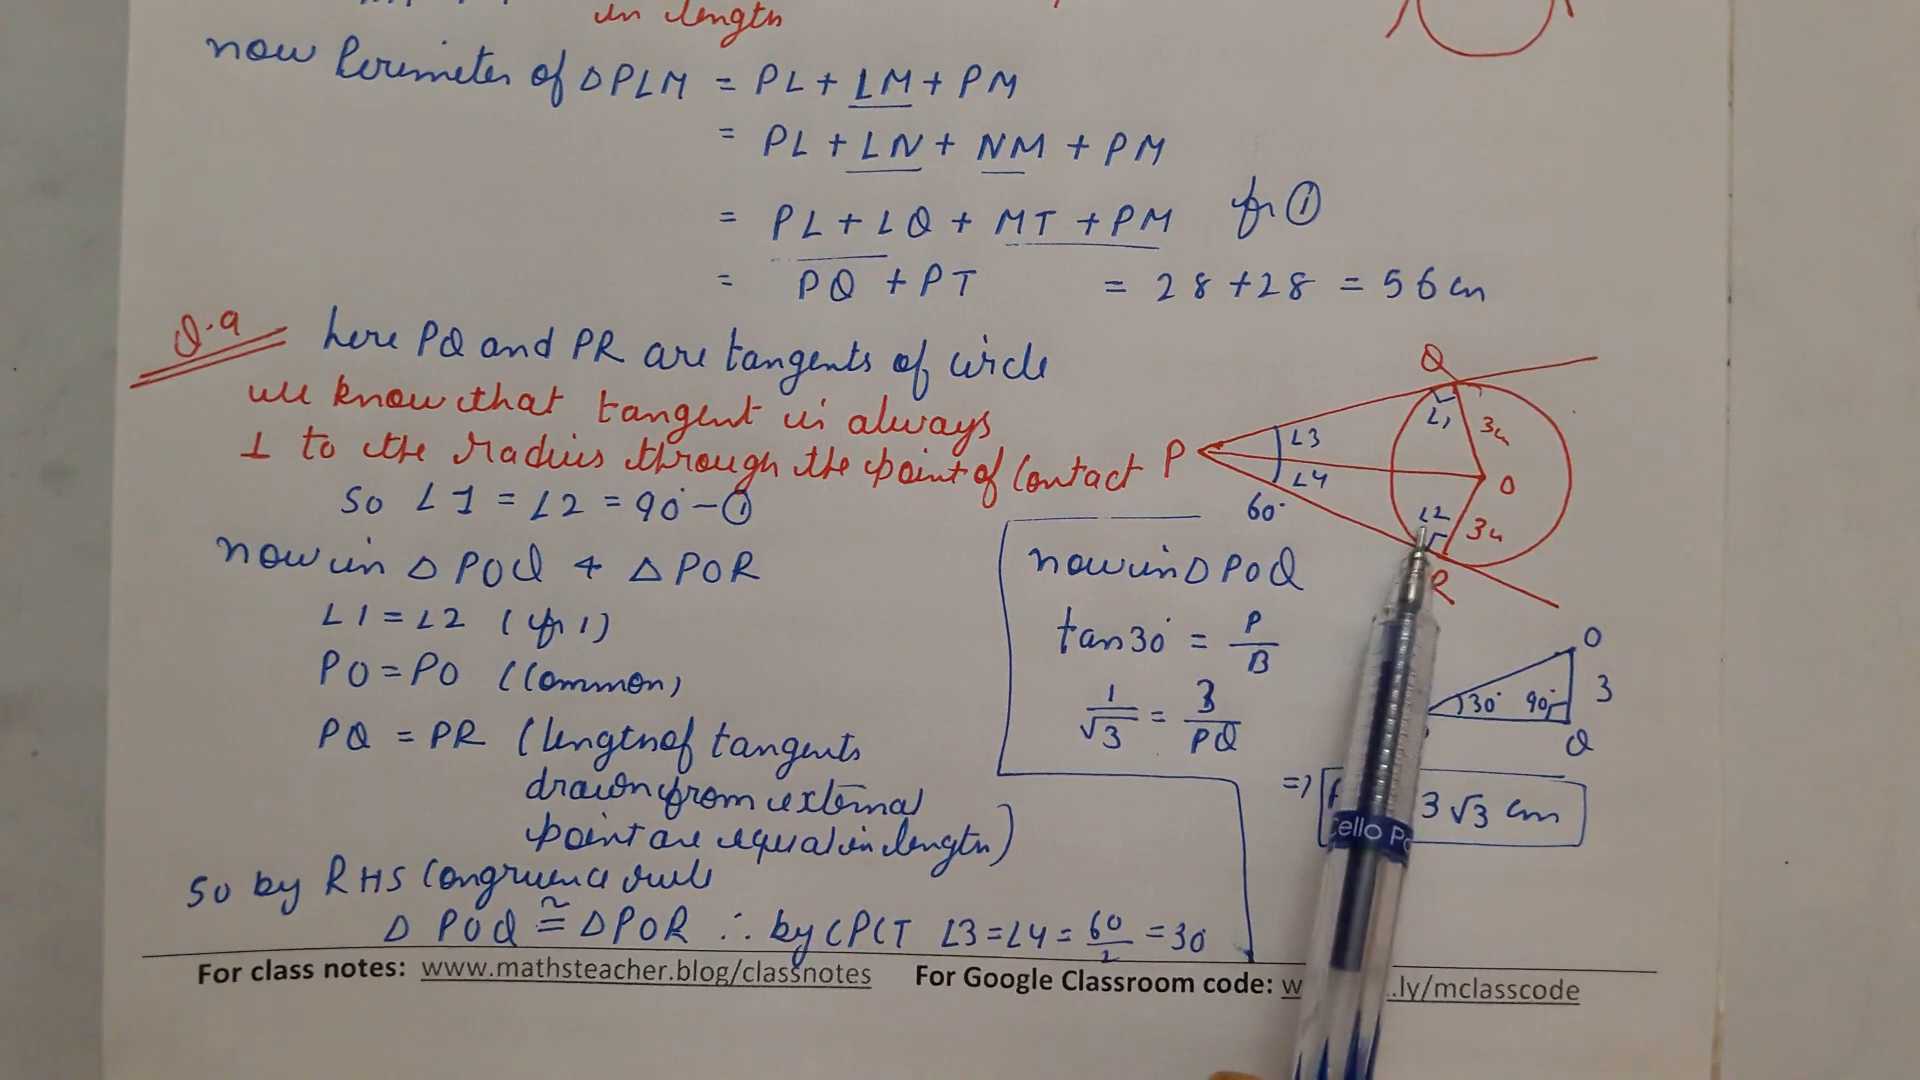 in length
now Perimeter of Δ PLM = PL + LM + PM
= PL + LN + NM + PM
= PL + LQ + MT + PM fr ①
= PQ + PT = 28 + 28 = 56 cm
Q.9 here PQ and PR are tangents of circle
we know that tangent is always
⊥ to the radius through the point of Contact
so ∠1 = ∠2 = 90° - ①
now in Δ POQ & Δ POR
∠1 = ∠2 (fr 1)
PO = PO (Common)
PQ = PR (length of tangents
drawn from external
point are equal in length)
So by RHS Congruence rule
Δ POQ ≅ Δ POR ∴ by CPCT ∠3 = ∠4 = 60/2 = 30°
Q
∠1
3
P
∠3
∠4
60°
O
∠2
3
R
now in Δ POQ
tan 30° = P/B
1/√3 = 3/PQ
O
30° 90°
3
Q
=> 3√3 cm
Cello
For class notes: www.mathsteacher.blog/classnotes For Google Classroom code: w .ly/mclasscode